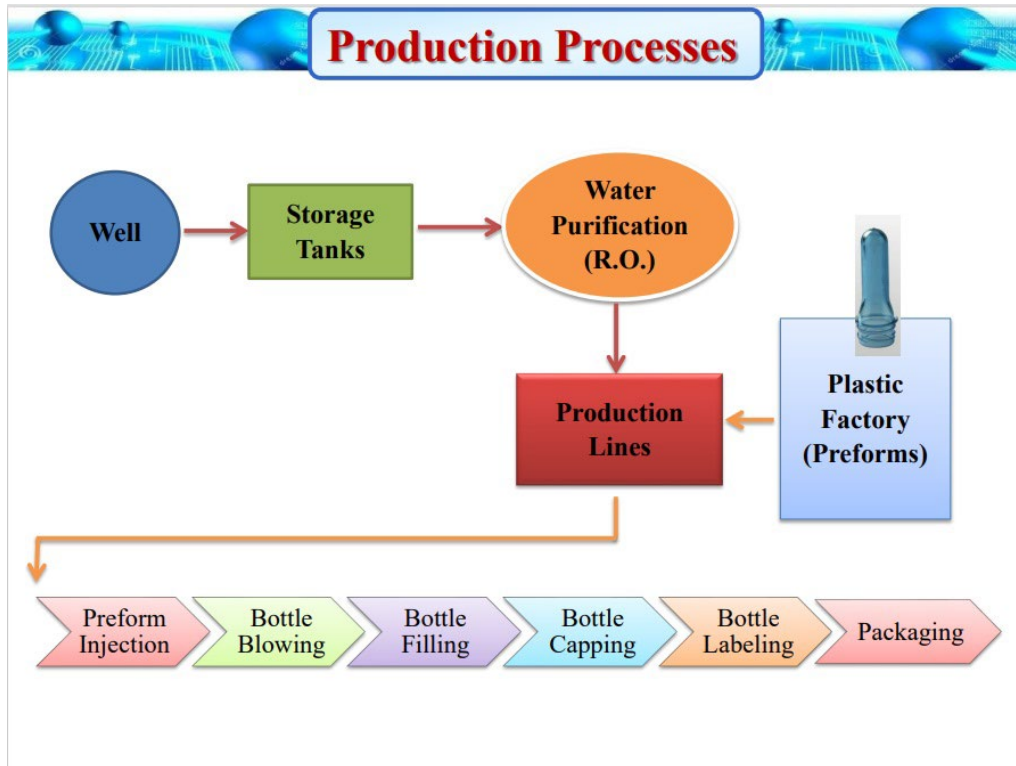 Production Processes
Well
Storage
Tanks
Water
Purification
(R.O.)
Plastic
Factory
(Preforms)
Production
Lines
Preform
Injection
Bottle
Blowing
Bottle
Filling
Bottle
Capping
Bottle
Labeling
Packaging